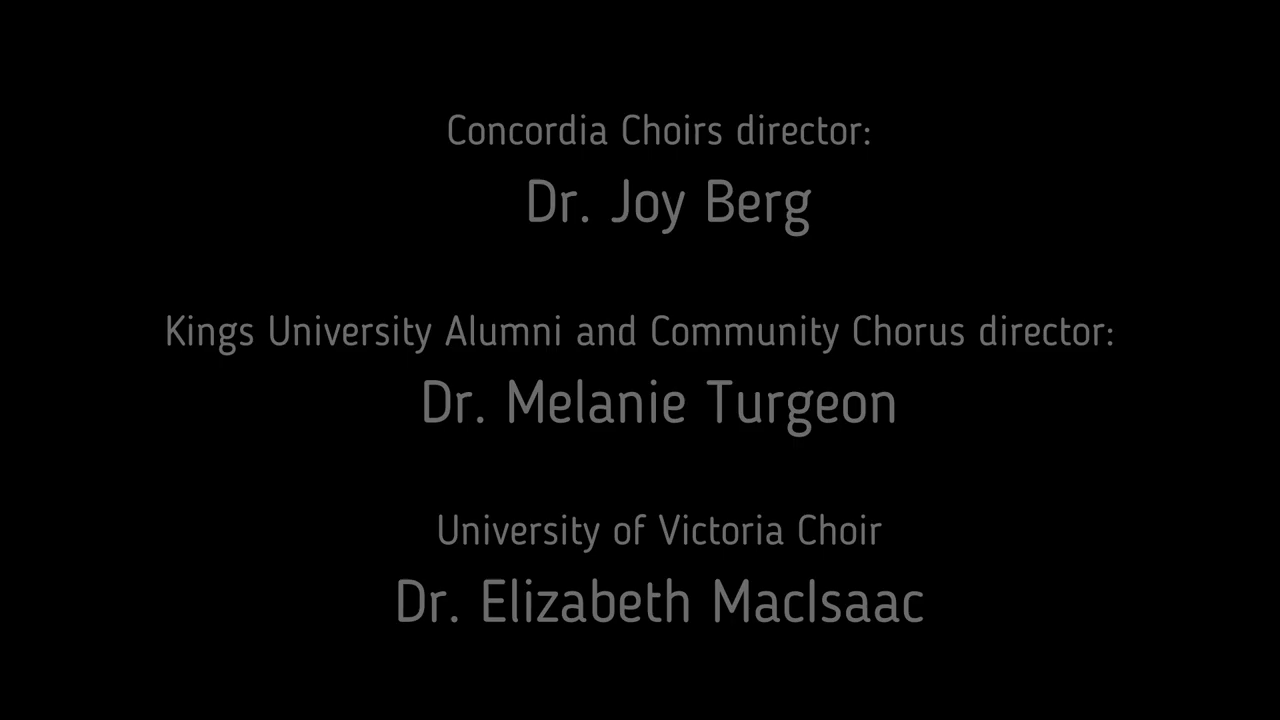 Concordia Choirs director:
Dr. Joy Berg
Kings University Alumni and Community Chorus director:
Dr. Melanie Turgeon
University of Victoria Choir
Dr. Elizabeth MacIsaac